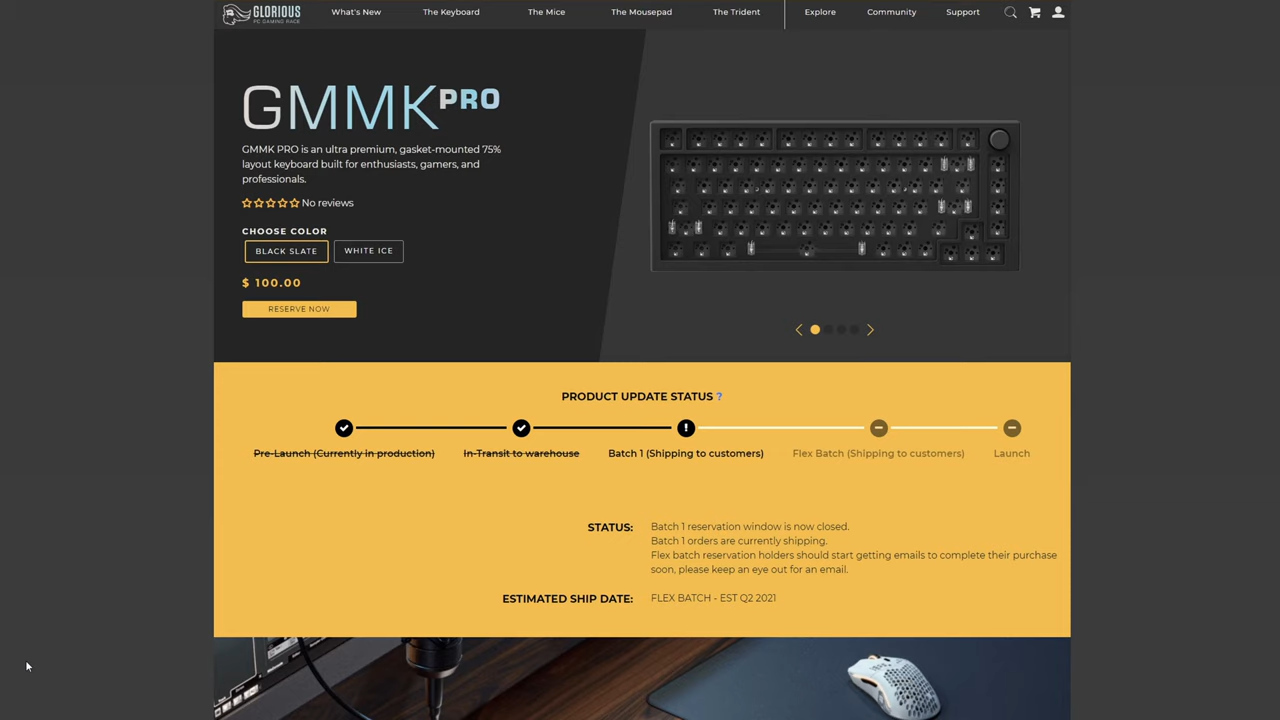 GLORIOUS
PC GAMING RACE
What's New The Keyboard The Mice The Mousepad The Trident Explore Community Support
GMMK PRO
GMMK PRO is an ultra premium, gasket-mounted 75%
layout keyboard built for enthusiasts, gamers, and
professionals.
No reviews
CHOOSE COLOR
BLACK SLATE WHITE ICE
$ 100.00
RESERVE NOW
PRODUCT UPDATE STATUS ?
Pre-Launch (Currently in production) In-Transit to warehouse Batch 1 (Shipping to customers) Flex Batch (Shipping to customers) Launch
STATUS: Batch 1 reservation window is now closed.
Batch 1 orders are currently shipping.
Flex batch reservation holders should start getting emails to complete their purchase
soon, please keep an eye out for an email.
ESTIMATED SHIP DATE: FLEX BATCH - EST Q2 2021